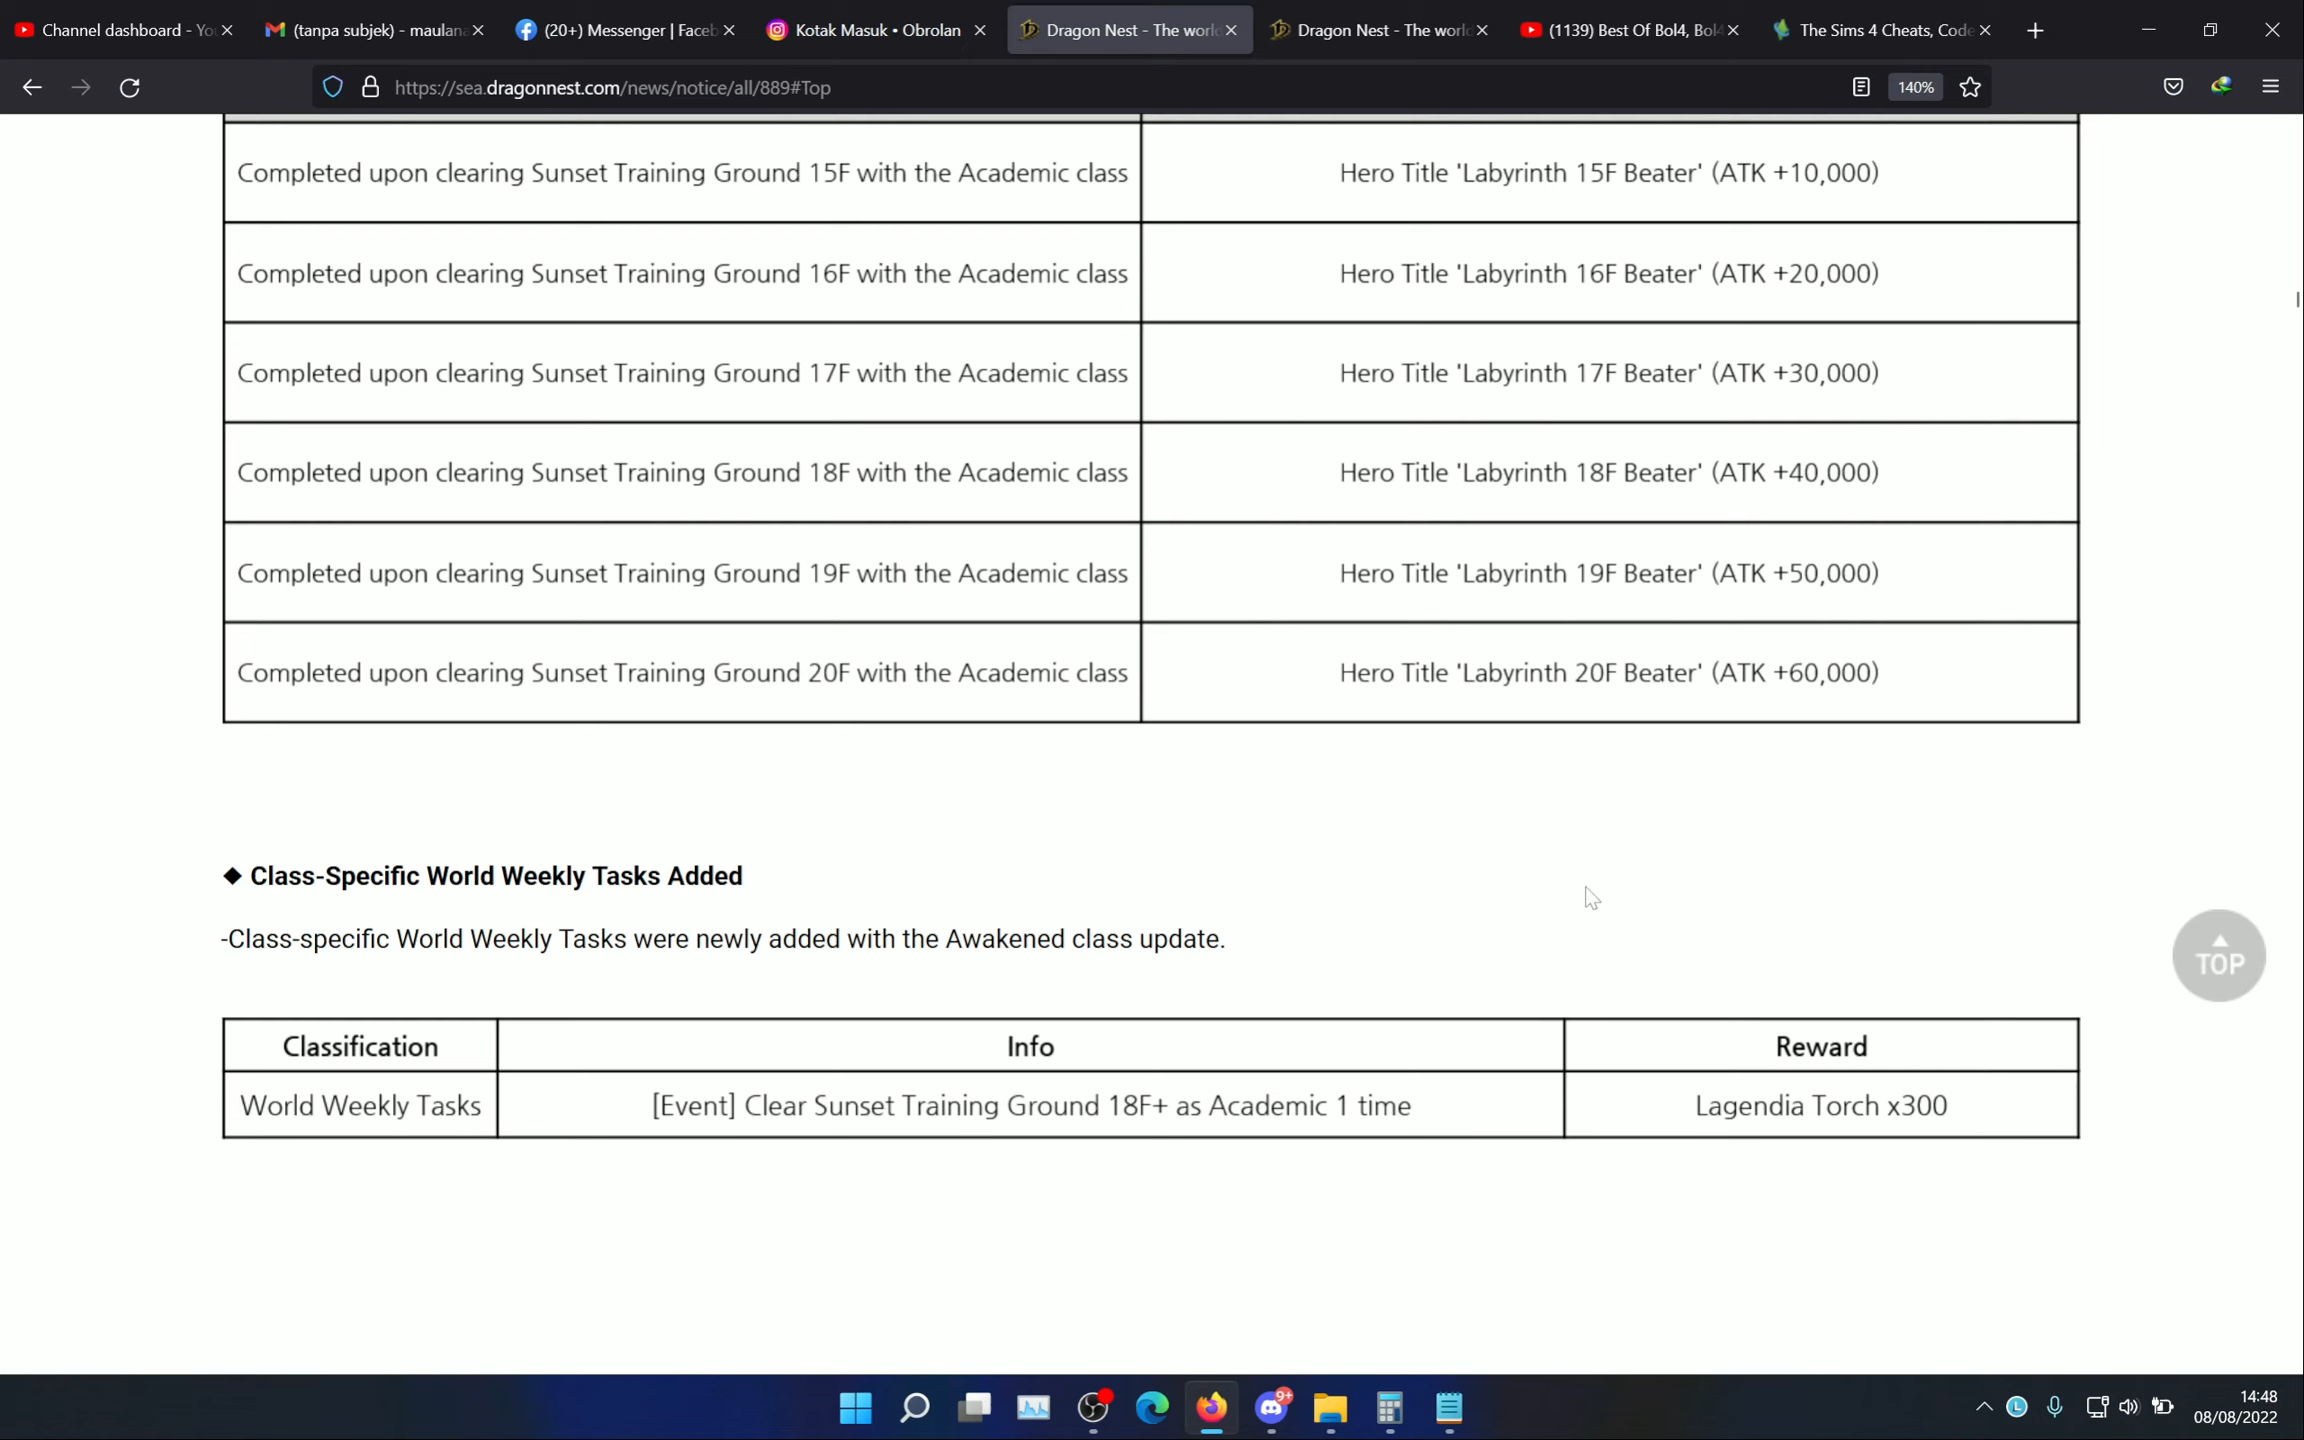 Channel dashboard - Yo
(tanpa subjek) - maulana
(20+) Messenger | Faceb
Kotak Masuk • Obrolan
Dragon Nest - The worl
Dragon Nest - The world
(1139) Best Of Bol4, Bol4
The Sims 4 Cheats, Code
https://sea.dragonnest.com/news/notice/all/889#Top
140%
Completed upon clearing Sunset Training Ground 15F with the Academic class
Hero Title 'Labyrinth 15F Beater' (ATK +10,000)
Completed upon clearing Sunset Training Ground 16F with the Academic class
Hero Title 'Labyrinth 16F Beater' (ATK +20,000)
Completed upon clearing Sunset Training Ground 17F with the Academic class
Hero Title 'Labyrinth 17F Beater' (ATK +30,000)
Completed upon clearing Sunset Training Ground 18F with the Academic class
Hero Title 'Labyrinth 18F Beater' (ATK +40,000)
Completed upon clearing Sunset Training Ground 19F with the Academic class
Hero Title 'Labyrinth 19F Beater' (ATK +50,000)
Completed upon clearing Sunset Training Ground 20F with the Academic class
Hero Title 'Labyrinth 20F Beater' (ATK +60,000)
◆ Class-Specific World Weekly Tasks Added
-Class-specific World Weekly Tasks were newly added with the Awakened class update.
TOP
Classification
Info
Reward
World Weekly Tasks
[Event] Clear Sunset Training Ground 18F+ as Academic 1 time
Lagendia Torch x300
9+
L
14:48
08/08/2022